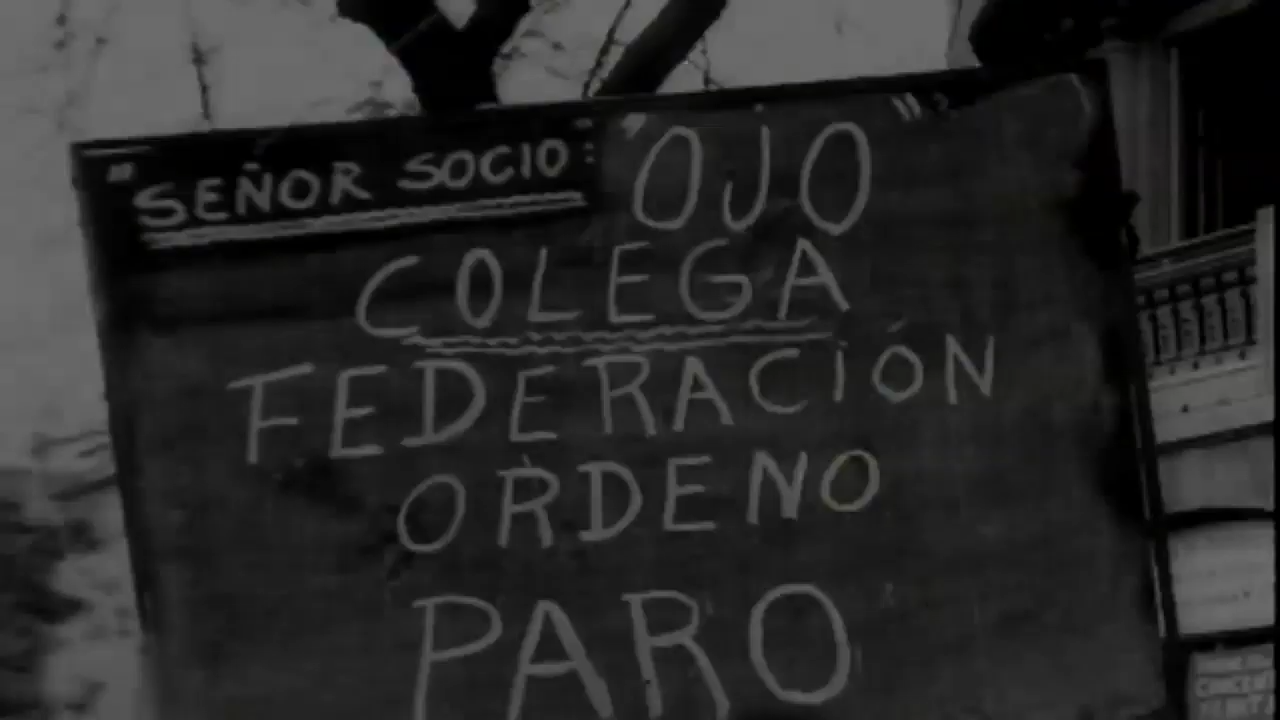 "SEÑOR SOCIO: "OJO"
COLEGA
FEDERACIÓN
ORDENO
PARO